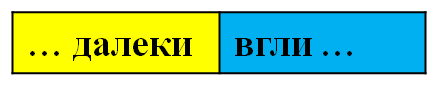 … далеки вгли …